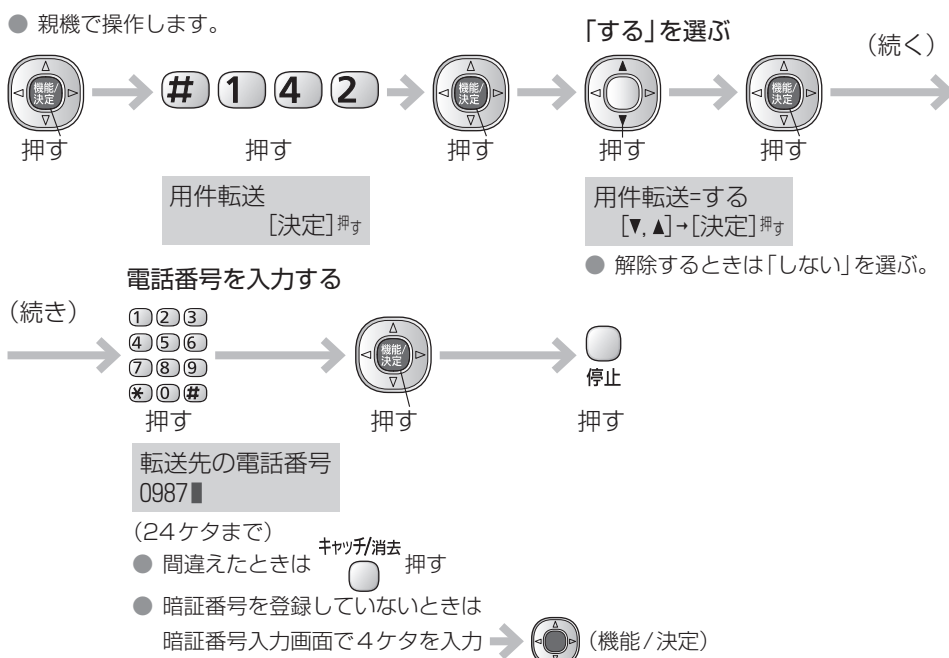 ● 親機で操作します。
「する」を選ぶ
(続く)
機能/決定
# 1 4 2
機能/決定
機能/決定
押す 押す 押す 押す 押す
用件転送
[決定]押す
用件転送=する
[▼,▲]→[決定]押す
● 解除するときは「しない」を選ぶ。
電話番号を入力する
(続き)
1 2 3
4 5 6
7 8 9
* 0 #
機能/決定
停止
押す 押す 押す
転送先の電話番号
0987■
(24ケタまで)
● 間違えたときは キャッチ/消去 押す
● 暗証番号を登録していないときは
暗証番号入力画面で4ケタを入力 (機能/決定)